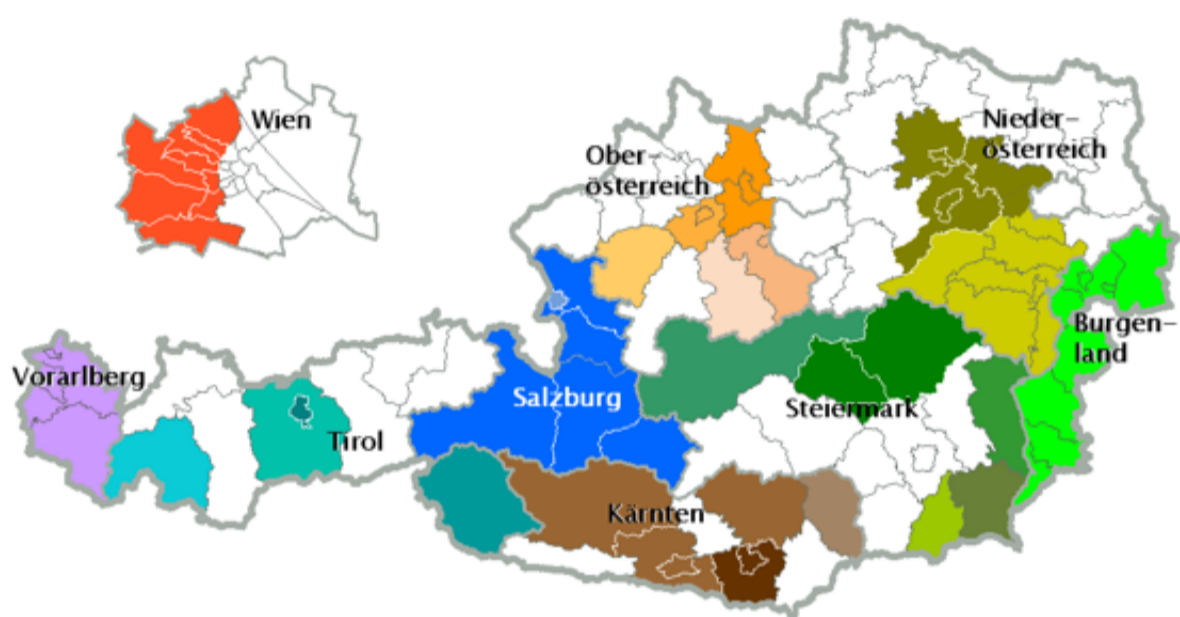 Wien
Nieder-
österreich
Ober-
österreich
Burgen-
land
Vorarlberg
Salzburg
Steiermark
Tirol
Kärnten